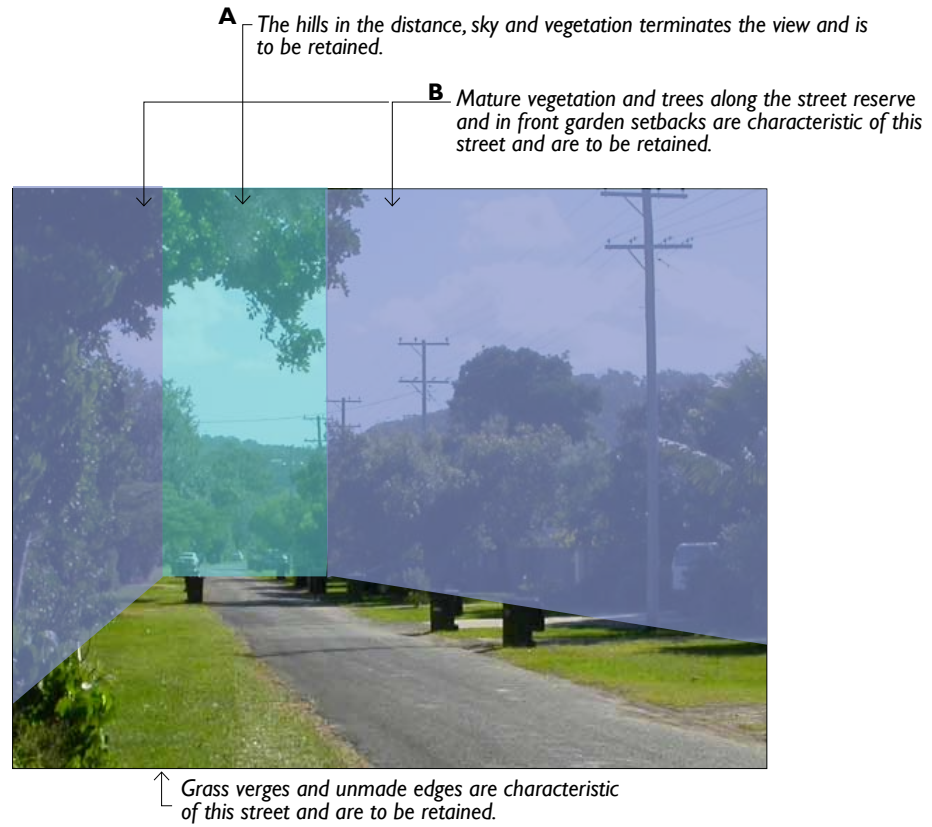 A
The hills in the distance, sky and vegetation terminates the view and is
to be retained.
B
Mature vegetation and trees along the street reserve
and in front garden setbacks are characteristic of this
street and are to be retained.
Grass verges and unmade edges are characteristic
of this street and are to be retained.